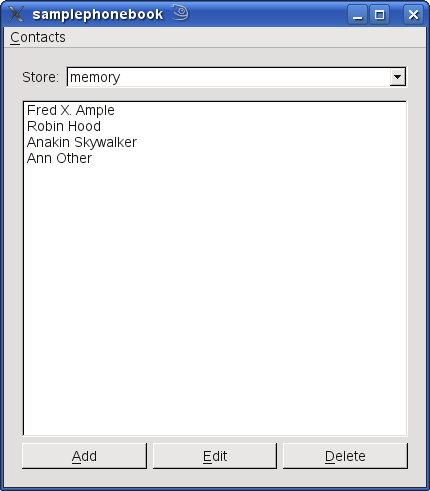 samplephonebook
Contacts
Store: memory
Fred X. Ample
Robin Hood
Anakin Skywalker
Ann Other
Add Edit Delete